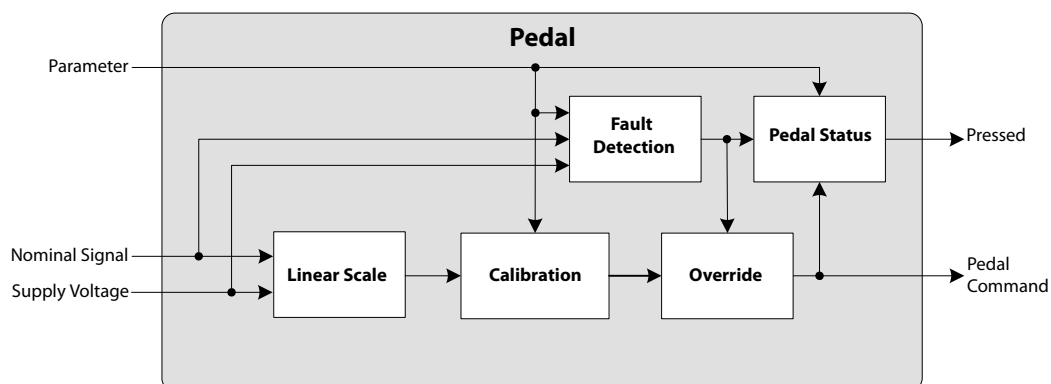 Pedal
Parameter
Fault
Detection
Pedal Status
Pressed
Nominal Signal
Supply Voltage
Linear Scale
Calibration
Override
Pedal
Command